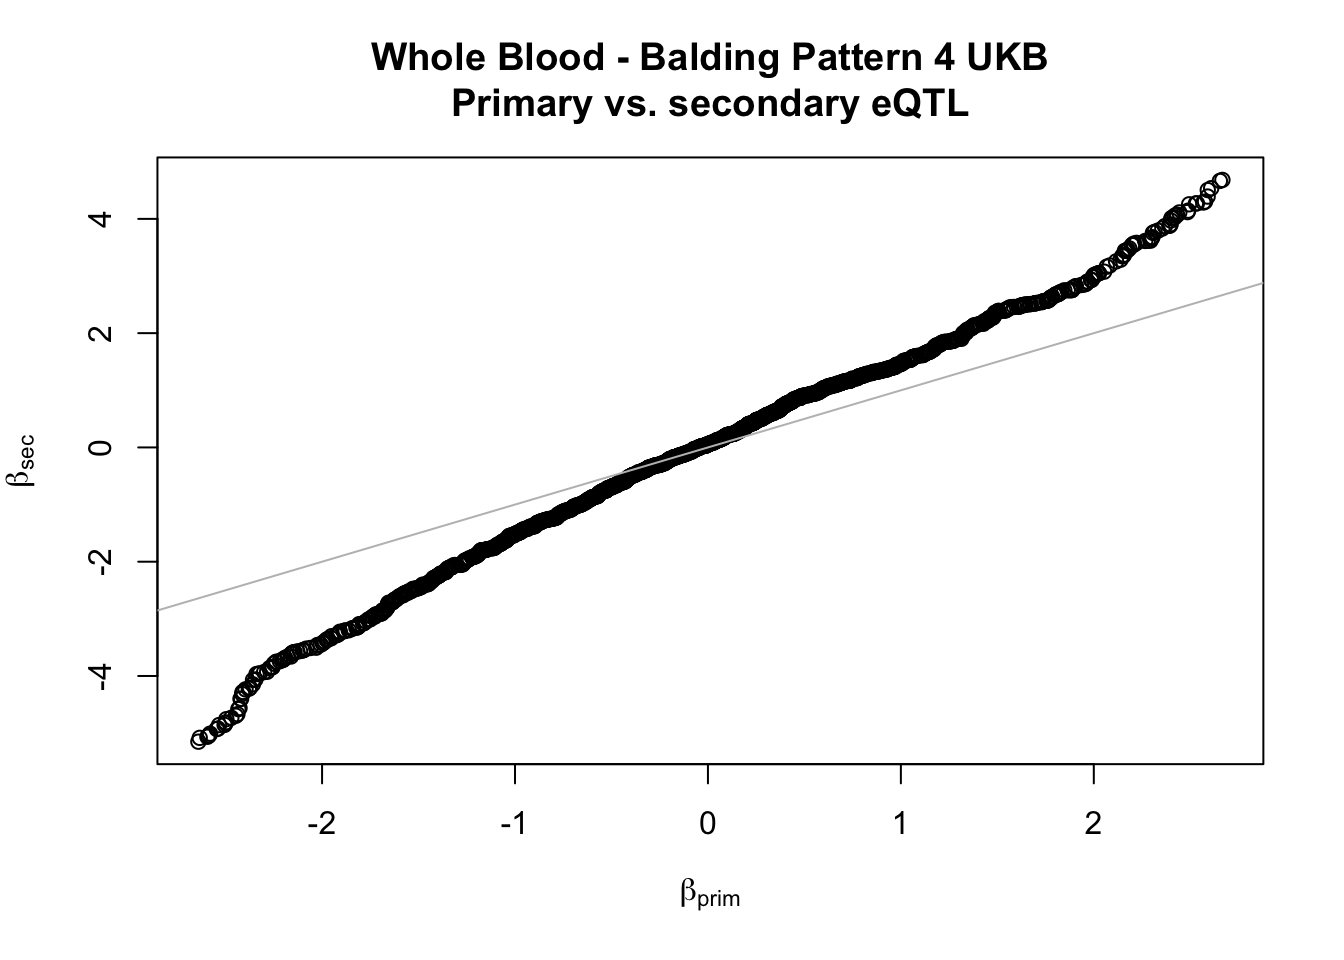 Whole Blood - Balding Pattern 4 UKB
Primary vs. secondary eQTL
4
2
0
-2
-4
βsec
-2 -1 0 1 2
βprim